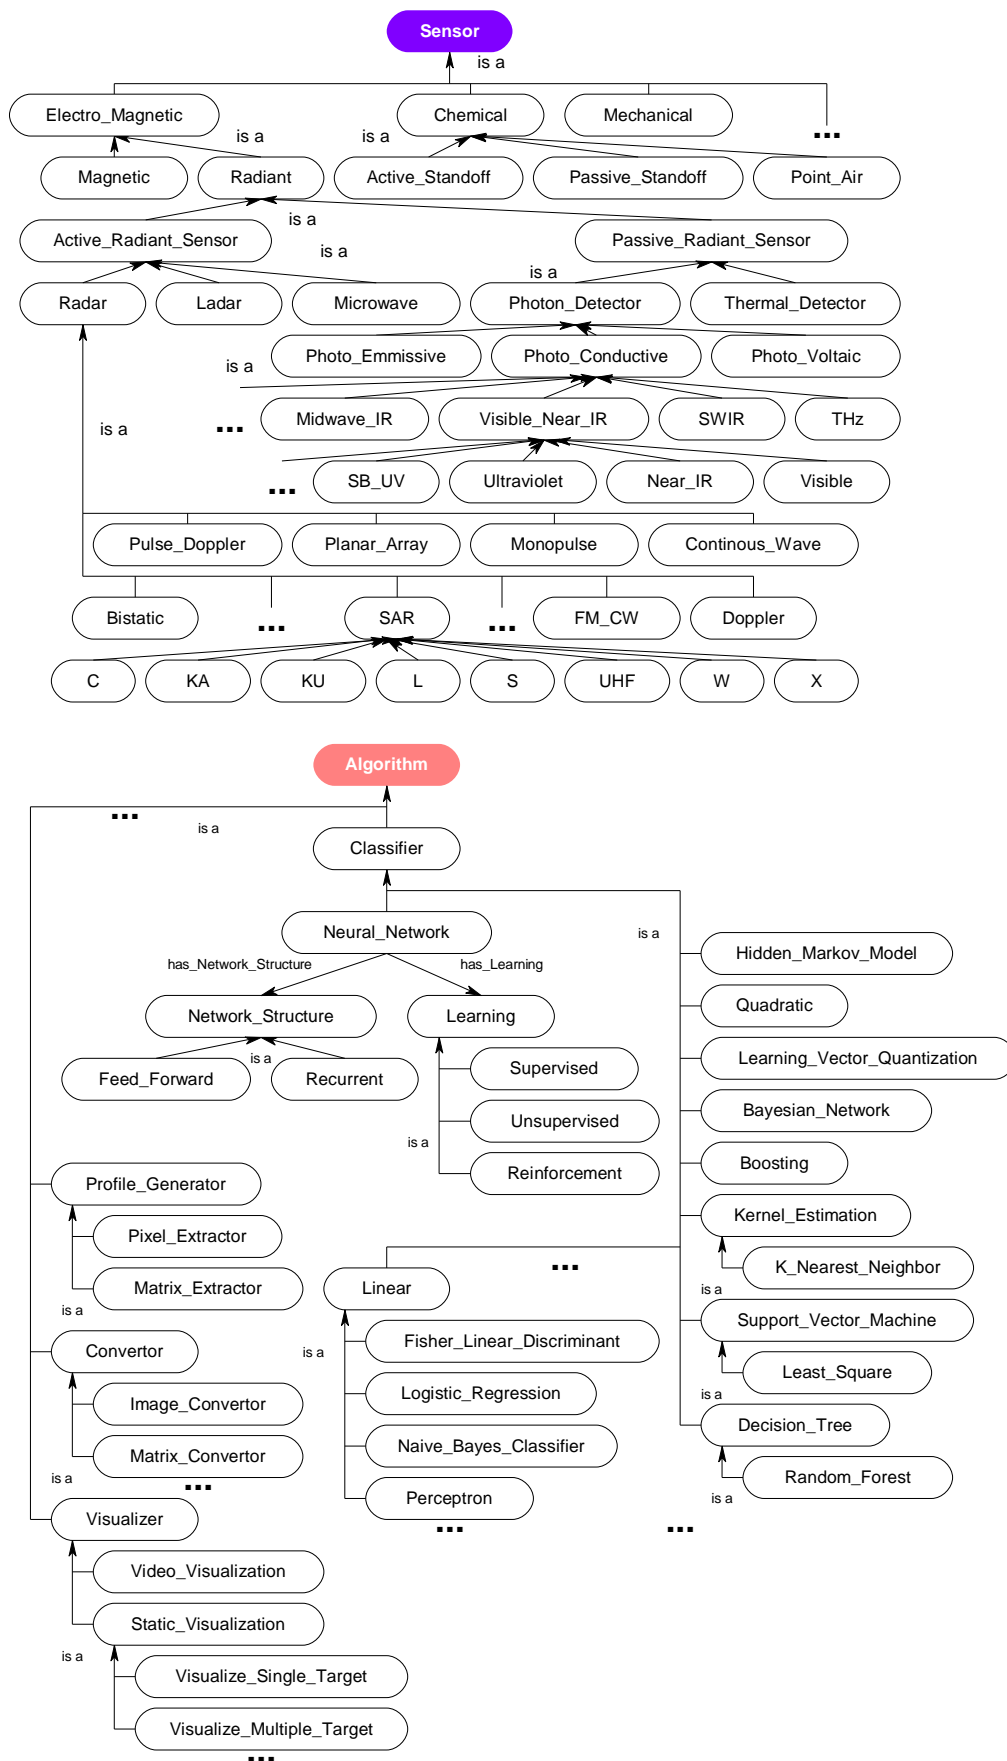 Sensor
is a
Electro_Magnetic
Chemical
Mechanical
...
is a
is a
Magnetic
Radiant
Active_Standoff
Passive_Standoff
Point_Air
is a
Active_Radiant_Sensor
Passive_Radiant_Sensor
is a
is a
Radar
Ladar
Microwave
Photon_Detector
Thermal_Detector
Photo_Emmissive
Photo_Conductive
Photo_Voltaic
is a
...
Midwave_IR
Visible_Near_IR
SWIR
THz
is a
...
SB_UV
Ultraviolet
Near_IR
Visible
Pulse_Doppler
Planar_Array
Monopulse
Continous_Wave
Bistatic
...
SAR
...
FM_CW
Doppler
C
KA
KU
L
S
UHF
W
X
Algorithm
...
is a
Classifier
Neural_Network
is a
has_Network_Structure
has_Learning
Hidden_Markov_Model
Network_Structure
Learning
Quadratic
is a
Feed_Forward
Recurrent
Supervised
Learning_Vector_Quantization
Unsupervised
Bayesian_Network
is a
Reinforcement
Boosting
Profile_Generator
Kernel_Estimation
Pixel_Extractor
...
K_Nearest_Neighbor
Matrix_Extractor
Linear
is a
is a
Support_Vector_Machine
Convertor
is a
Fisher_Linear_Discriminant
Least_Square
Image_Convertor
Logistic_Regression
is a
Decision_Tree
Matrix_Convertor
Naive_Bayes_Classifier
is a
...
Random_Forest
Perceptron
is a
Visualizer
...
...
Video_Visualization
Static_Visualization
is a
Visualize_Single_Target
Visualize_Multiple_Target
...